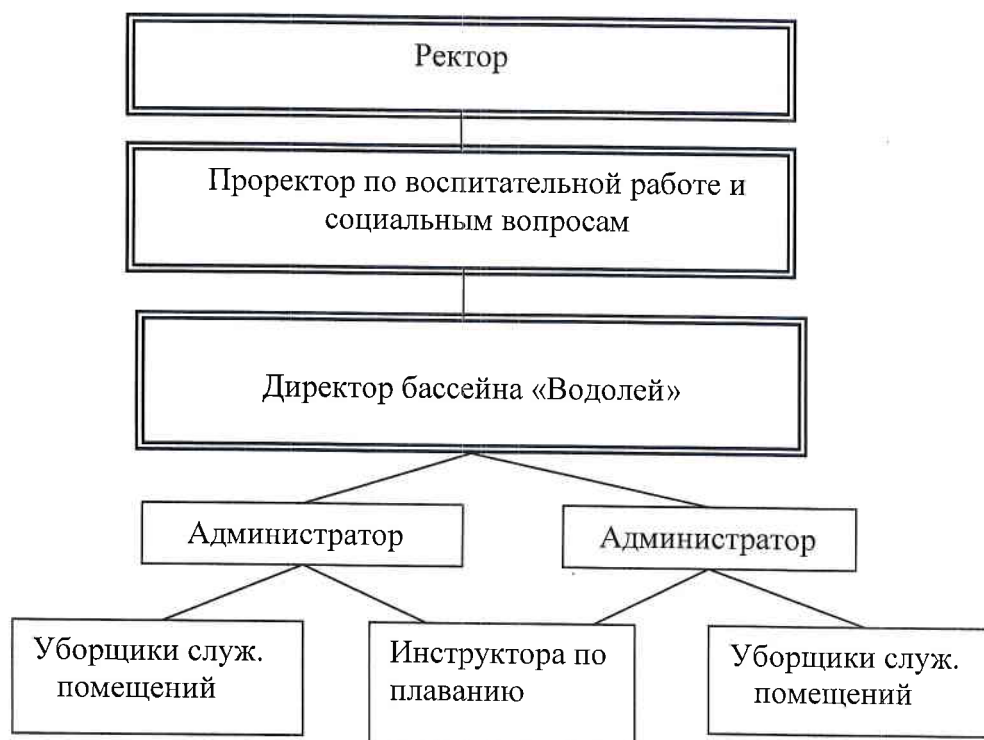 Ректор
Проректор по воспитательной работе и
социальным вопросам
Директор бассейна «Водолей»
Администратор
Администратор
Уборщики служ.
помещений
Инструктора по
плаванию
Уборщики служ.
помещений